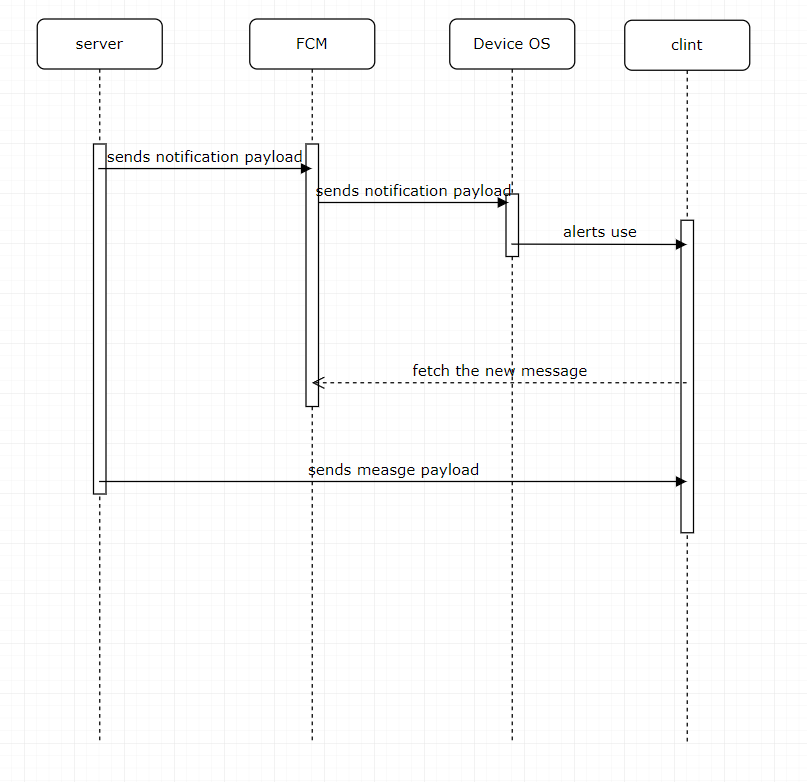 server
FCM
Device OS
clint
sends notification payload
sends notification payload
alerts use
fetch the new message
sends measge payload